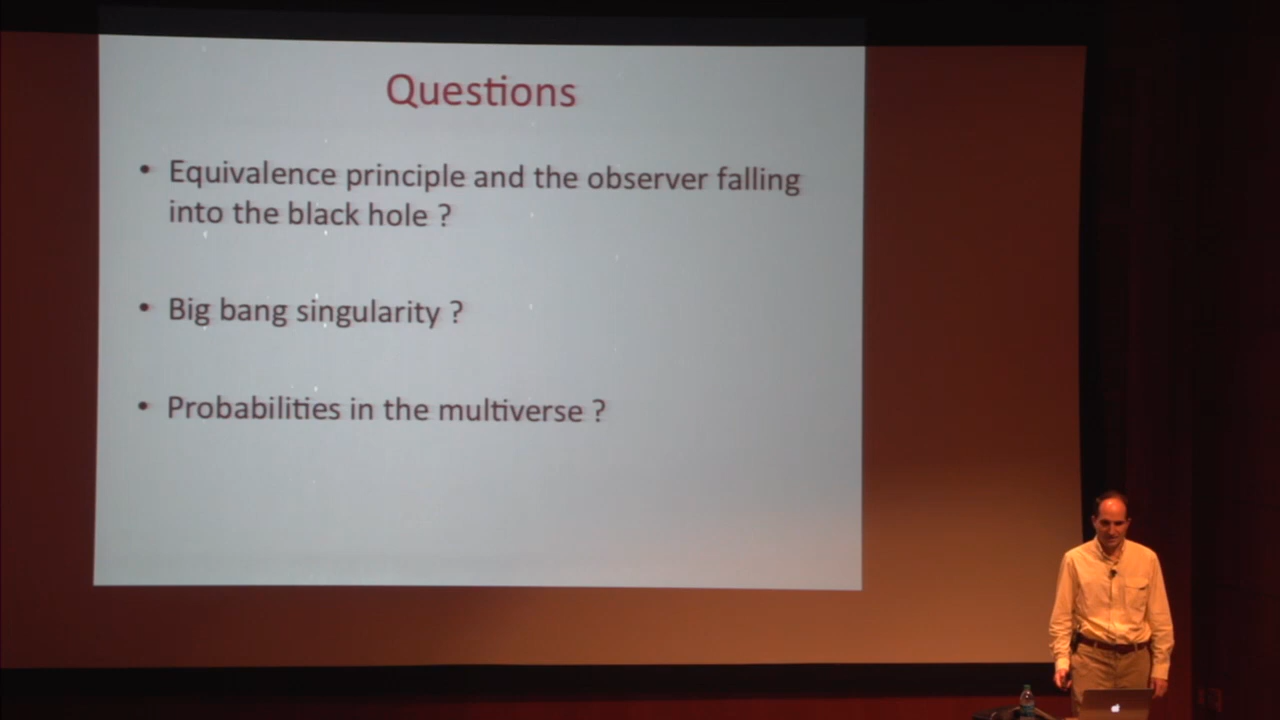 Questions
• Equivalence principle and the observer falling
into the black hole ?
• Big bang singularity ?
• Probabilities in the multiverse ?